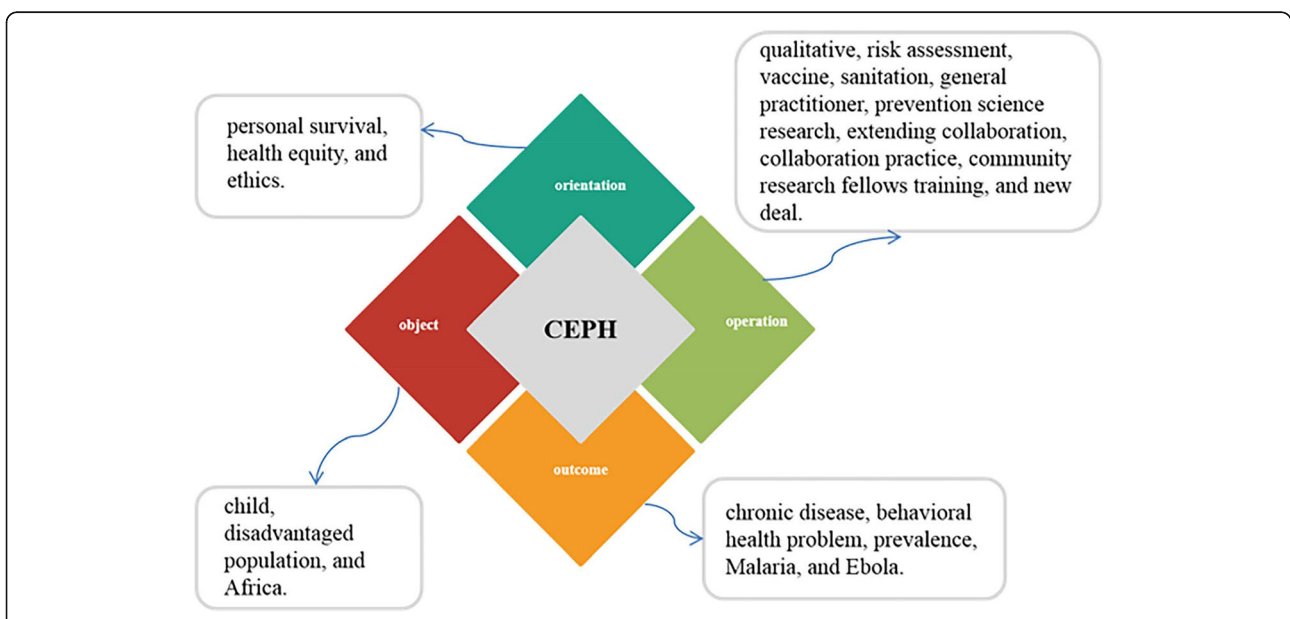 personal survival,
health equity, and
ethics.
qualitative, risk assessment,
vaccine, sanitation, general
practitioner, prevention science
research, extending collaboration,
collaboration practice, community
research fellows training, and new
deal.
orientation
object
CEPH
operation
outcome
child,
disadvantaged
population, and
Africa.
chronic disease, behavioral
health problem, prevalence,
Malaria, and Ebola.